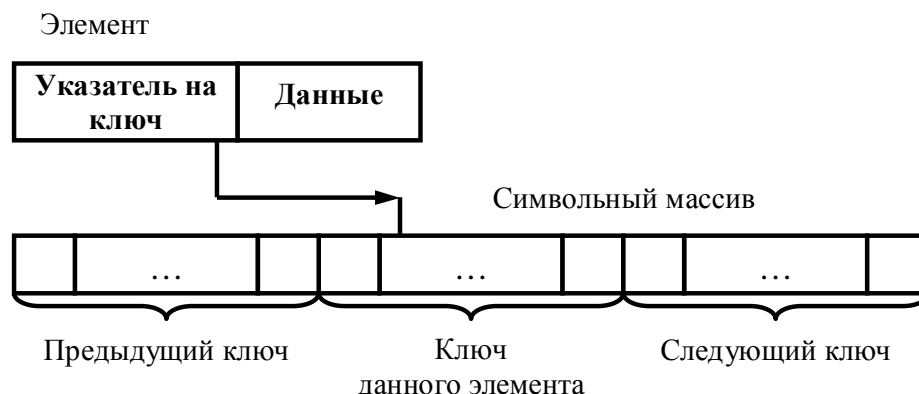 Элемент
Указатель на
ключ
Данные
Символьный массив
…
…
…
Предыдущий ключ
Ключ
данного элемента
Следующий ключ